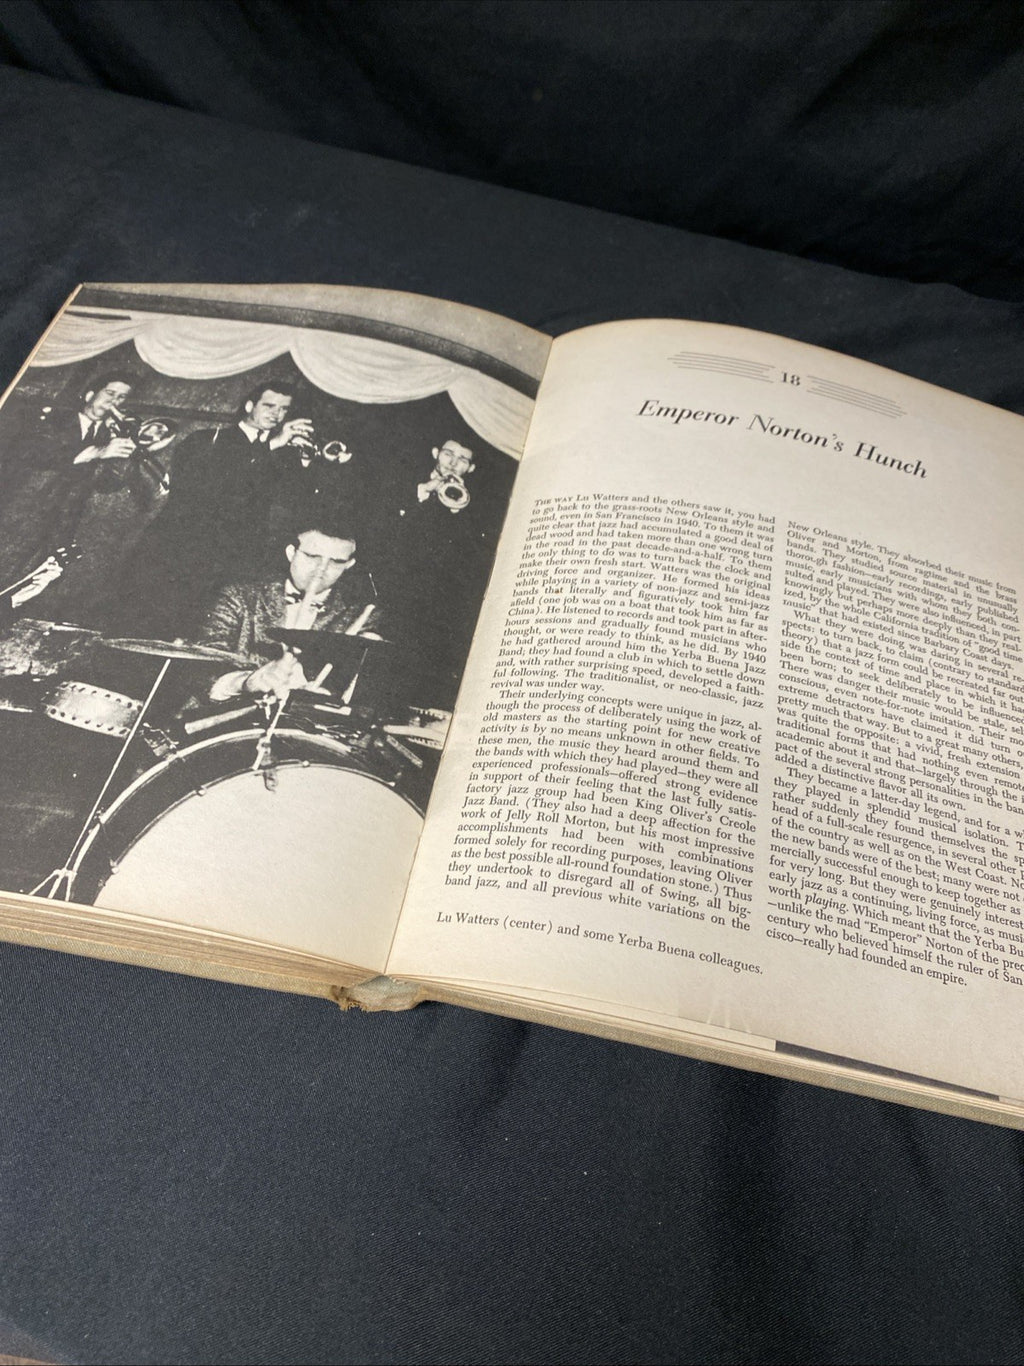 18
Emperor Norton's Hunch
THE WAY Lu Watters and the others saw it, you had
to go back to the grass-roots New Orleans style and
sound, even in San Francisco in 1940. To them it was
quite clear that jazz had accumulated a good deal of
dead wood and had taken more than one wrong turn
in the road in the past decade-and-a-half. To them
the only thing to do was to turn back the clock and
make their own fresh start. Watters was the original
driving force and organizer. He formed his ideas
while playing in a variety of non-jazz and semi-jazz
bands that literally and figuratively took him far
afield (one job was on a boat that took him as far as
China). He listened to records and took part in after-
hours sessions and gradually found musicians who
thought, or were ready to think, as he did. By 1940
he had gathered around him the Yerba Buena Jazz
Band; they had found a club in which to settle down
and, with rather surprising speed, developed a faith-
ful following. The traditionalist, or neo-classic, jazz
revival was under way.
Their underlying concepts were unique in jazz, al-
though the process of deliberately using the work of
old masters as the starting point for new creative
activity is by no means unknown in other fields. To
these men, the music they heard around them and
the bands with which they had played—they were all
experienced professionals—offered strong evidence
in support of their feeling that the last fully satis-
factory jazz group had been King Oliver's Creole
Jazz Band. (They also had a deep affection for the
work of Jelly Roll Morton, but his most impressive
accomplishments had been with combinations
formed solely for recording purposes, leaving Oliver
as the best possible all-round foundation stone.) Thus
they undertook to disregard all of Swing, all big-
band jazz, and all previous white variations on the
New Orleans style. They absorbed their music from
Oliver and Morton, from ragtime and the brass
bands. They studied source material in unusually
thorough fashion—early recordings, early published
music, early musicians with whom they both con-
sulted and played. They were also influenced, in part
knowingly but perhaps more deeply than they real-
ized, by the whole California tradition of "good time
music" that had existed since Barbary Coast days.
What they were doing was daring in several re-
spects: to turn back, to claim (contrary to standard
theory) that a jazz form could be recreated far out-
side the context of time and place in which it had
been born; to seek deliberately to be influenced.
There was danger their music would be stale, self-
conscious, even note-for-note imitation. Their mo
extreme detractors have claimed it did turn o
pretty much that way. But to a great many others,
was quite the opposite: a vivid, fresh extension
traditional forms that had nothing even remote
academic about it and that—largely through the i
pact of the several strong personalities in the ban
added a distinctive flavor all its own.
They became a latter-day legend, and for a w
they played in splendid musical isolation. T
rather suddenly they found themselves the sp
head of a full-scale resurgence, in several other p
of the country as well as on the West Coast. No
the new bands were of the best; many were not
mercially successful enough to keep together as
for very long. But they were genuinely interest
early jazz as a continuing, living force, as musi
worth playing. Which meant that the Yerba Bu
—unlike the mad "Emperor" Norton of the prec
century who believed himself the ruler of San
cisco—really had founded an empire.
Lu Watters (center) and some Yerba Buena colleagues.